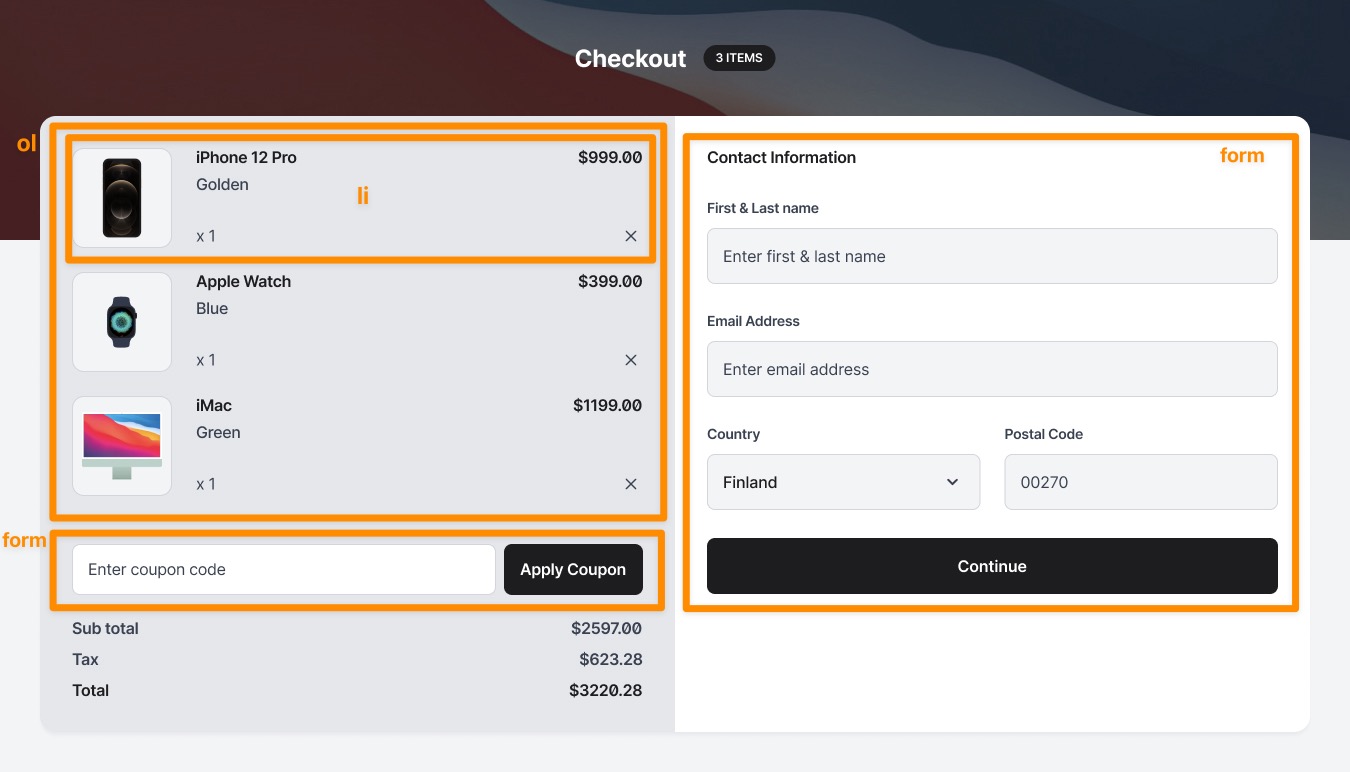 Checkout 3 ITEMS
ol
iPhone 12 Pro $999.00
Golden
li
x 1
Apple Watch $399.00
Blue
x 1
iMac $1199.00
Green
x 1
form
Enter coupon code Apply Coupon
Sub total $2597.00
Tax $623.28
Total $3220.28
Contact Information form
First & Last name
Enter first & last name
Email Address
Enter email address
Country Postal Code
Finland 00270
Continue